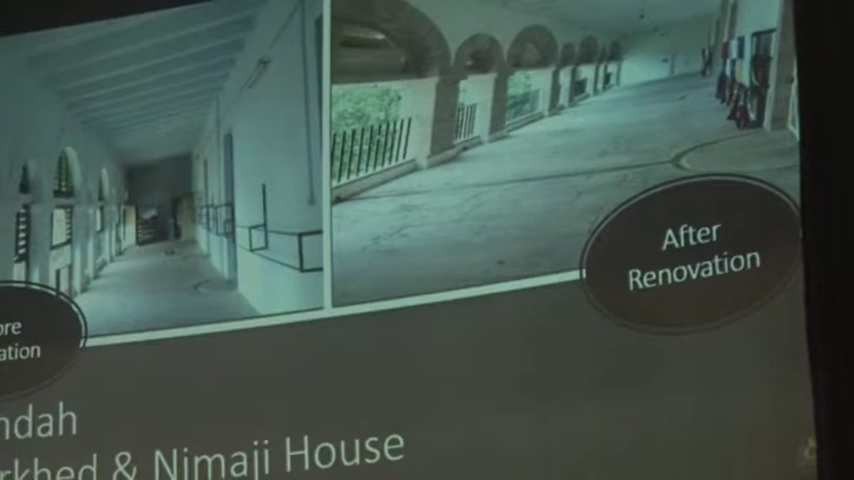 After
Renovation
ore
ation
ndah
rkhed & Nimaji House